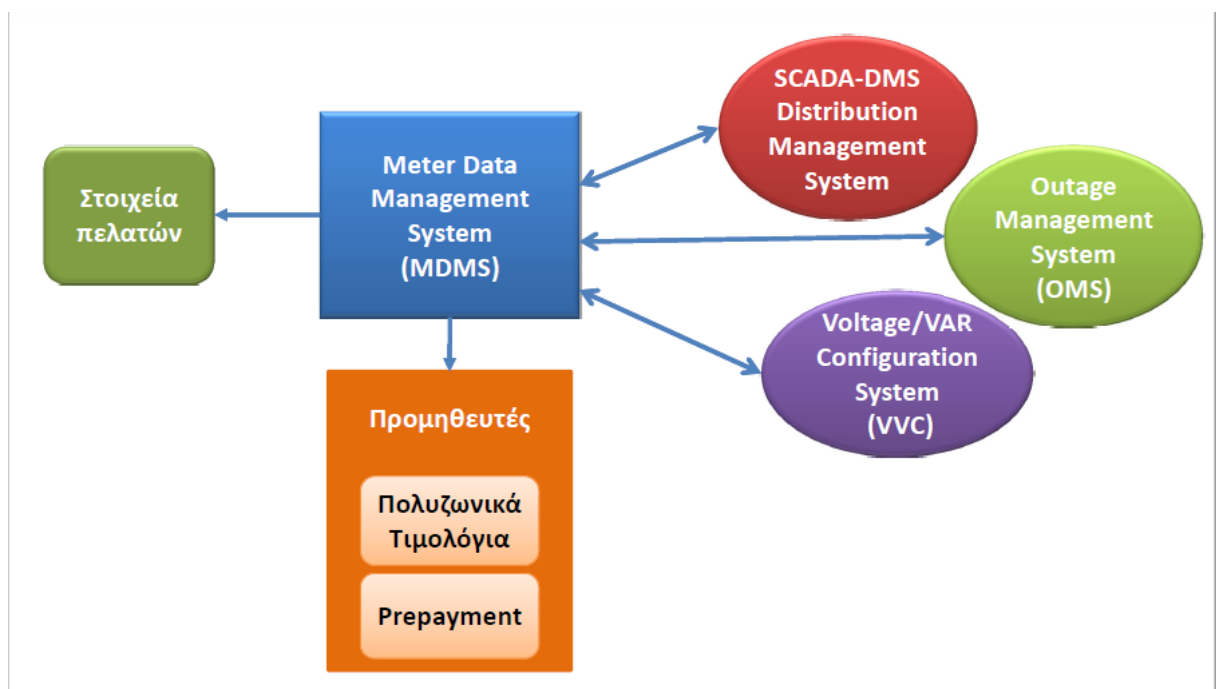 SCADA-DMS
Distribution
Management
System
Στοιχεία
πελατών
Meter Data
Management
System
(MDMS)
Outage
Management
System
(OMS)
Voltage/VAR
Configuration
System
(VVC)
Προμηθευτές
Πολυζωνικά
Τιμολόγια
Prepayment